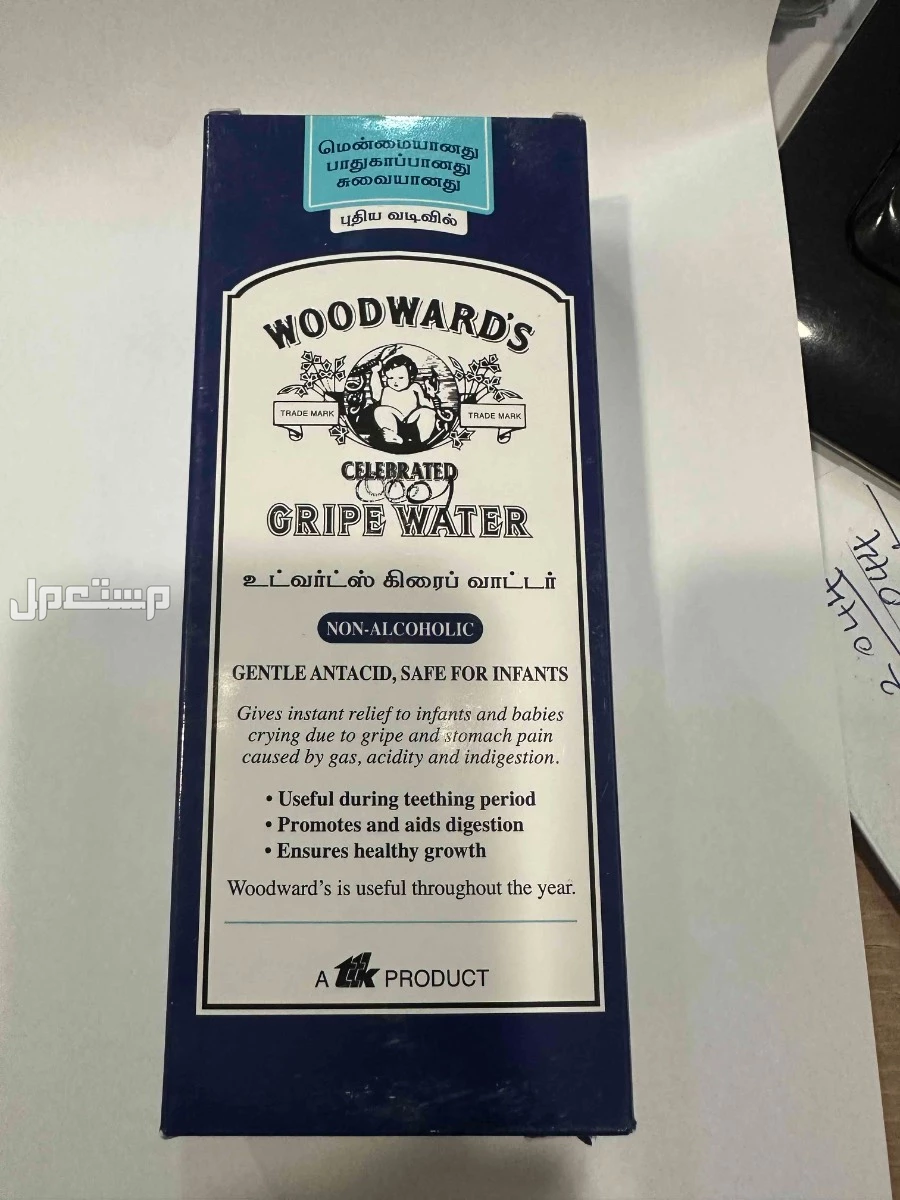 மென்மையானது
பாதுகாப்பானது
சுவையானது
புதிய வடிவில்
WOODWARD'S
TRADE MARK
TRADE MARK
CELEBRATED
GRIPE WATER
உட்வர்ட்ஸ் கிரைப் வாட்டர்
NON-ALCOHOLIC
GENTLE ANTACID, SAFE FOR INFANTS
Gives instant relief to infants and babies
crying due to gripe and stomach pain
caused by gas, acidity and indigestion.
• Useful during teething period
• Promotes and aids digestion
• Ensures healthy growth
Woodward's is useful throughout the year.
A ttk PRODUCT
مستعمل